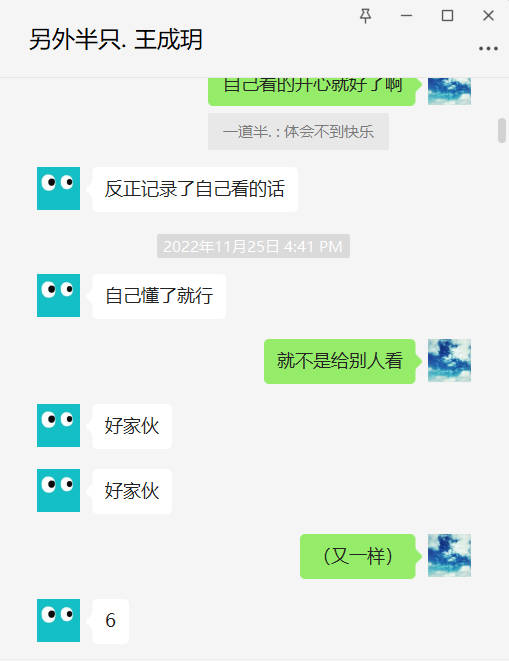 另外半只. 王成玥
自己看的开心就好了啊
一道半. : 体会不到快乐
反正记录了自己看的话
2022年11月25日 4:41 PM
自己懂了就行
就不是给别人看
好家伙
好家伙
（又一样）
6